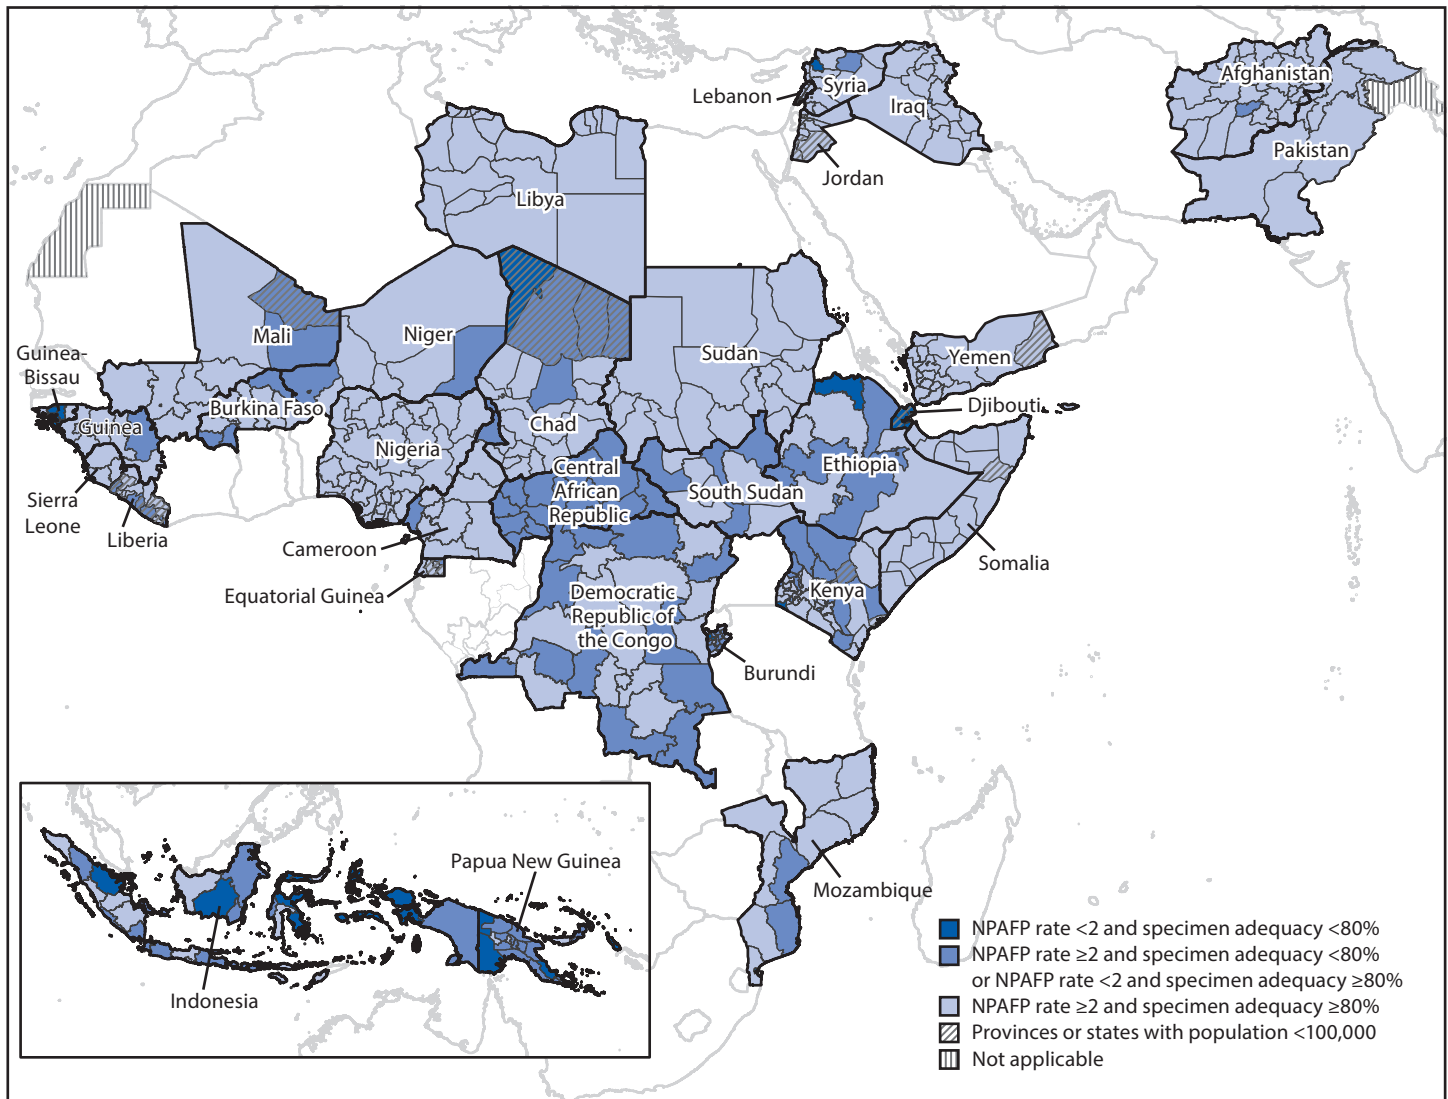 Lebanon
Syria
Iraq
Jordan
Afghanistan
Pakistan
Libya
Mali
Niger
Sudan
Yemen
Guinea-
Bissau
Burkina Faso
Djibouti
Guinea
Chad
Nigeria
Ethiopia
Central
African
Republic
South Sudan
Sierra
Leone
Liberia
Cameroon
Somalia
Equatorial Guinea
Democratic
Republic of
the Congo
Kenya
Burundi
Mozambique
Papua New Guinea
Indonesia
NPAFP rate <2 and specimen adequacy <80%
NPAFP rate ≥2 and specimen adequacy <80%
or NPAFP rate <2 and specimen adequacy ≥80%
NPAFP rate ≥2 and specimen adequacy ≥80%
Provinces or states with population <100,000
Not applicable